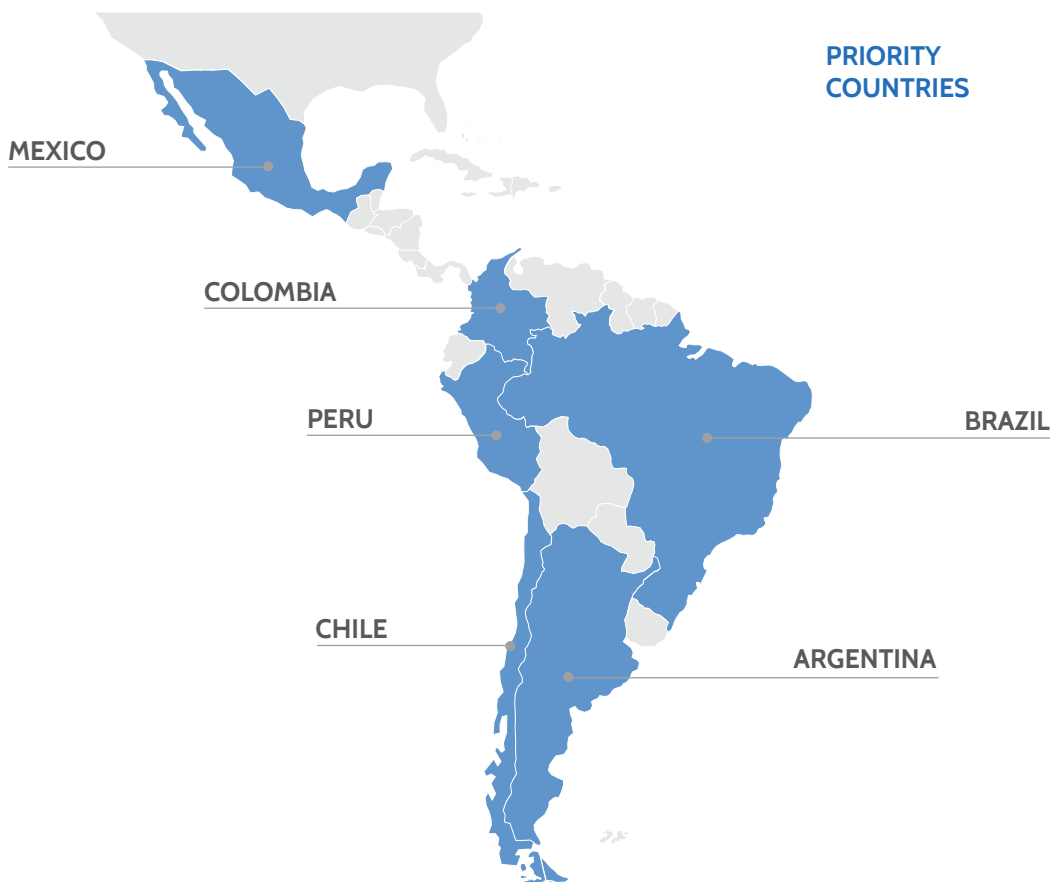 PRIORITY
COUNTRIES
MEXICO
COLOMBIA
PERU
BRAZIL
CHILE
ARGENTINA